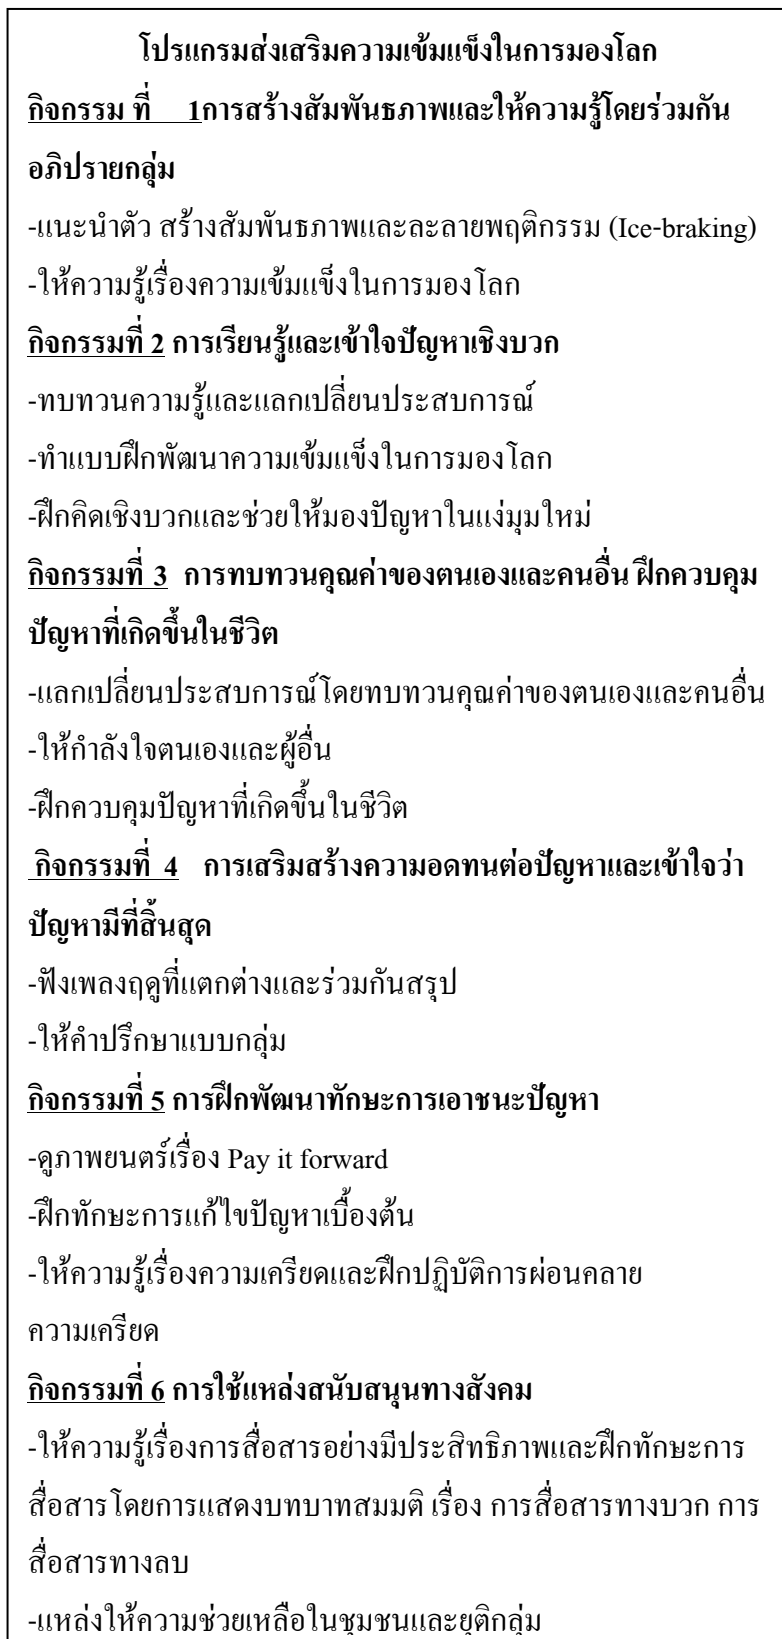 โปรแกรมส่งเสริมความเข้มแข็งในการมองโลก
กิจกรรม ที่ 1การสร้างสัมพันธภาพและให้ความรู้โดยร่วมกัน
อภิปรายกลุ่ม
-แนะนำตัว สร้างสัมพันธภาพและละลายพฤติกรรม (Ice-braking)
-ให้ความรู้เรื่องความเข้มแข็งในการมองโลก
กิจกรรมที่ 2 การเรียนรู้และเข้าใจปัญหาเชิงบวก
-ทบทวนความรู้และแลกเปลี่ยนประสบการณ์
-ทำแบบฝึกพัฒนาความเข้มแข็งในการมองโลก
-ฝึกคิดเชิงบวกและช่วยให้มองปัญหาในแง่มุมใหม่
กิจกรรมที่ 3 การทบทวนคุณค่าของตนเองและคนอื่น ฝึกควบคุม
ปัญหาที่เกิดขึ้นในชีวิต
-แลกเปลี่ยนประสบการณ์โดยทบทวนคุณค่าของตนเองและคนอื่น
-ให้กำลังใจตนเองและผู้อื่น
-ฝึกควบคุมปัญหาที่เกิดขึ้นในชีวิต
กิจกรรมที่ 4 การเสริมสร้างความอดทนต่อปัญหาและเข้าใจว่า
ปัญหามีที่สิ้นสุด
-ฟังเพลงฤดูที่แตกต่างและร่วมกันสรุป
-ให้คำปรึกษาแบบกลุ่ม
กิจกรรมที่ 5 การฝึกพัฒนาทักษะการเอาชนะปัญหา
-ดูภาพยนตร์เรื่อง Pay it forward
-ฝึกทักษะการแก้ไขปัญหาเบื้องต้น
-ให้ความรู้เรื่องความเครียดและฝึกปฏิบัติการผ่อนคลาย
ความเครียด
กิจกรรมที่ 6 การใช้แหล่งสนับสนุนทางสังคม
-ให้ความรู้เรื่องการสื่อสารอย่างมีประสิทธิภาพและฝึกทักษะการ
สื่อสารโดยการแสดงบทบาทสมมติ เรื่อง การสื่อสารทางบวก การ
สื่อสารทางลบ
-แหล่งให้ความช่วยเหลือในชุมชนและยุติกลุ่ม